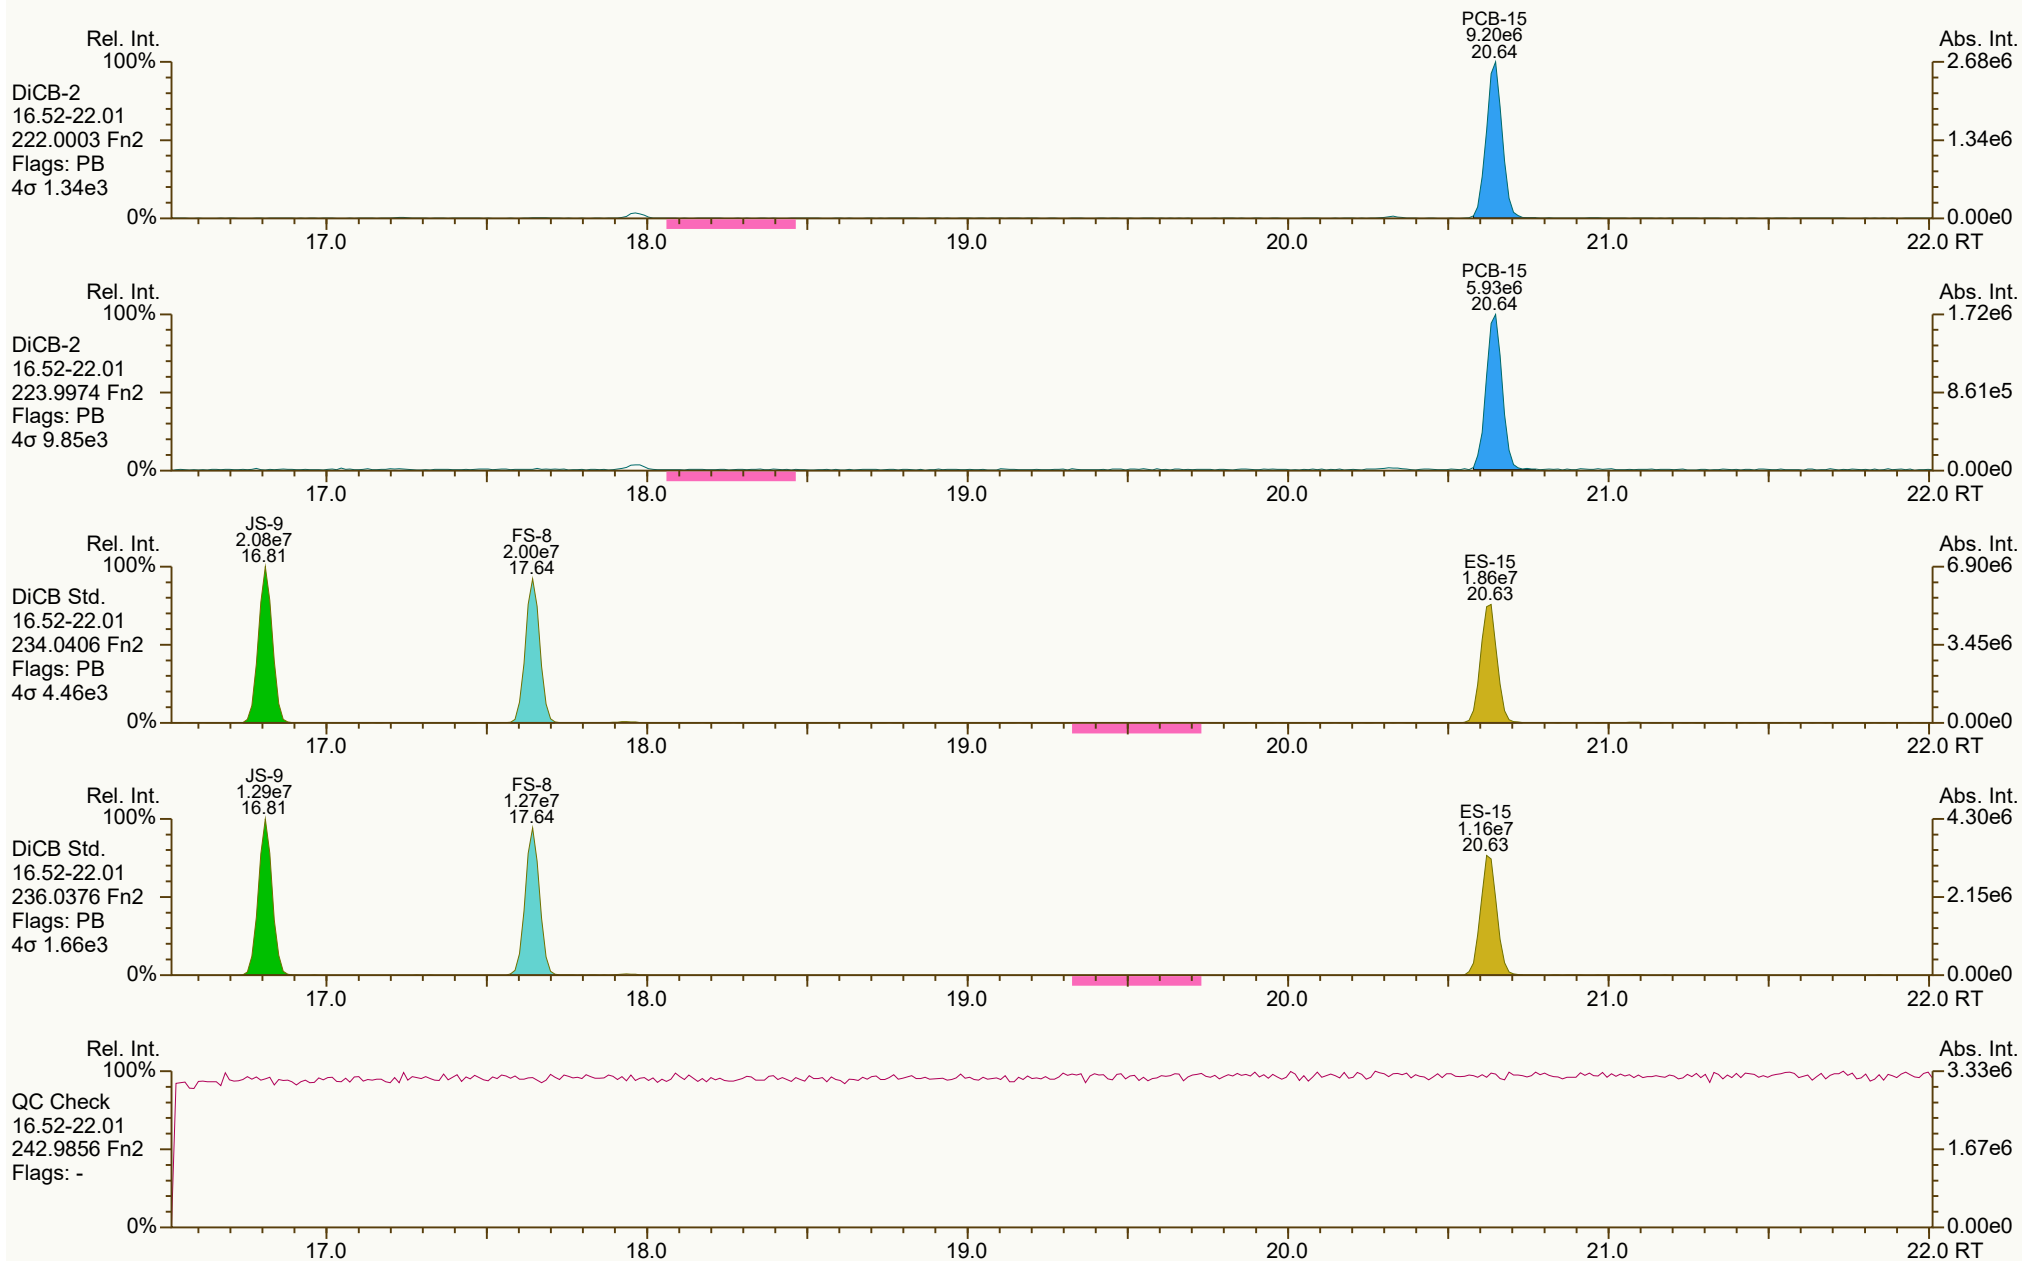 PCB-15
9.20e6
20.64
Rel. Int.
Abs. Int.
100%
2.68e6
DiCB-2
16.52-22.01
222.0003 Fn2
1.34e6
Flags: PB
4σ 1.34e3
0%
0.00e0
17.0 18.0 19.0 20.0 21.0 22.0 RT
PCB-15
5.93e6
20.64
Rel. Int.
Abs. Int.
100%
1.72e6
DiCB-2
16.52-22.01
223.9974 Fn2
8.61e5
Flags: PB
4σ 9.85e3
0%
0.00e0
17.0 18.0 19.0 20.0 21.0 22.0 RT
JS-9
2.08e7
16.81
FS-8
2.00e7
17.64
ES-15
1.86e7
20.63
Rel. Int.
Abs. Int.
100%
6.90e6
DiCB Std.
16.52-22.01
234.0406 Fn2
3.45e6
Flags: PB
4σ 4.46e3
0%
0.00e0
17.0 18.0 19.0 20.0 21.0 22.0 RT
JS-9
1.29e7
16.81
FS-8
1.27e7
17.64
ES-15
1.16e7
20.63
Rel. Int.
Abs. Int.
100%
4.30e6
DiCB Std.
16.52-22.01
236.0376 Fn2
2.15e6
Flags: PB
4σ 1.66e3
0%
0.00e0
17.0 18.0 19.0 20.0 21.0 22.0 RT
Rel. Int.
Abs. Int.
100%
3.33e6
QC Check
16.52-22.01
242.9856 Fn2
1.67e6
Flags: -
0%
0.00e0
17.0 18.0 19.0 20.0 21.0 22.0 RT